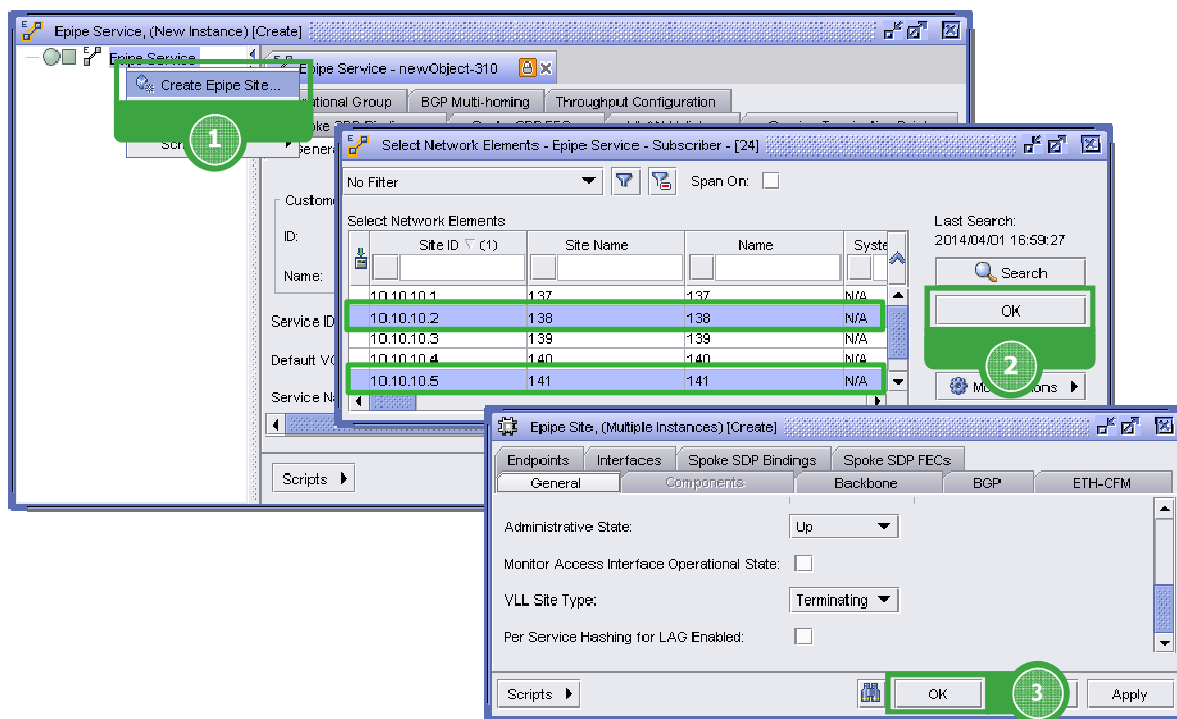 Epipe Service, (New Instance) [Create]
Epipe Service
Epipe Service - newObject-310
Create Epipe Site...
BGP Multi-homing
Throughput Configuration
1
Select Network Elements - Epipe Service - Subscriber - [24]
No Filter
Span On:
Select Network Elements
Last Search:
2014/04/01 16:59:27
Site ID (1)
Site Name
Name
Search
OK
ID:
Name:
10.10.10.1 137 137 N/A
10.10.10.2 138 138 N/A
10.10.10.3 139 139 N/A
10.10.10.4 140 140 N/A
10.10.10.5 141 141 N/A
2
Service ID
Scripts
Epipe Site, (Multiple Instances) [Create]
Endpoints
Interfaces
Spoke SDP Bindings
Spoke SDP FECs
General
Components
Backbone
BGP
ETH-CFM
Administrative State:
Up
Monitor Access Interface Operational State:
VLL Site Type:
Terminating
Per Service Hashing for LAG Enabled:
Scripts
OK
3
Apply